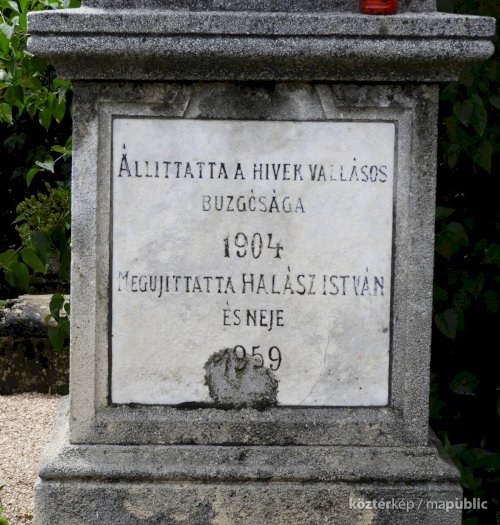 ÁLLITTATTA A HIVEK VALLÁSOS
BUZGÓSÁGA
1904
MEGUJITTATTA HALÁSZ ISTVÁN
ÉS NEJE
1959
köztérkép / mapublic